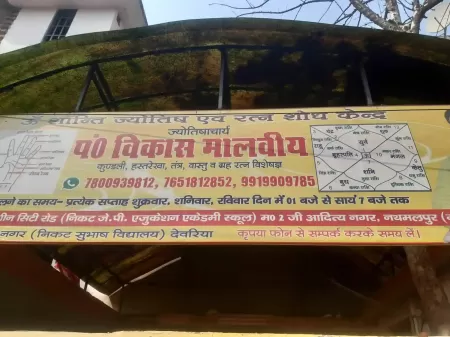 शान्ति ज्योतिष एवं रत्न शोध केन्द्र
ज्योतिषाचार्य
पं० विकास मालवीय
कुण्डली, हस्तरेखा, तंत्र, वास्तु व ग्रह रत्न विशेषज्ञ
7800939812, 7651812852, 9919909785
लने का समय- प्रत्येक सप्ताह शुक्रवार, शनिवार, रविवार दिन में 01 बजे से सायं 7 बजे तक
ीन सिटी रोड (निकट जे.पी. एजुकेशन एकेडमी स्कूल) म0 2 जी आदित्य नगर, नथमलपुर
नगर (निकट सुभाष विद्यालय) देवरिया कृपया फोन से सम्पर्क करके समय लें।